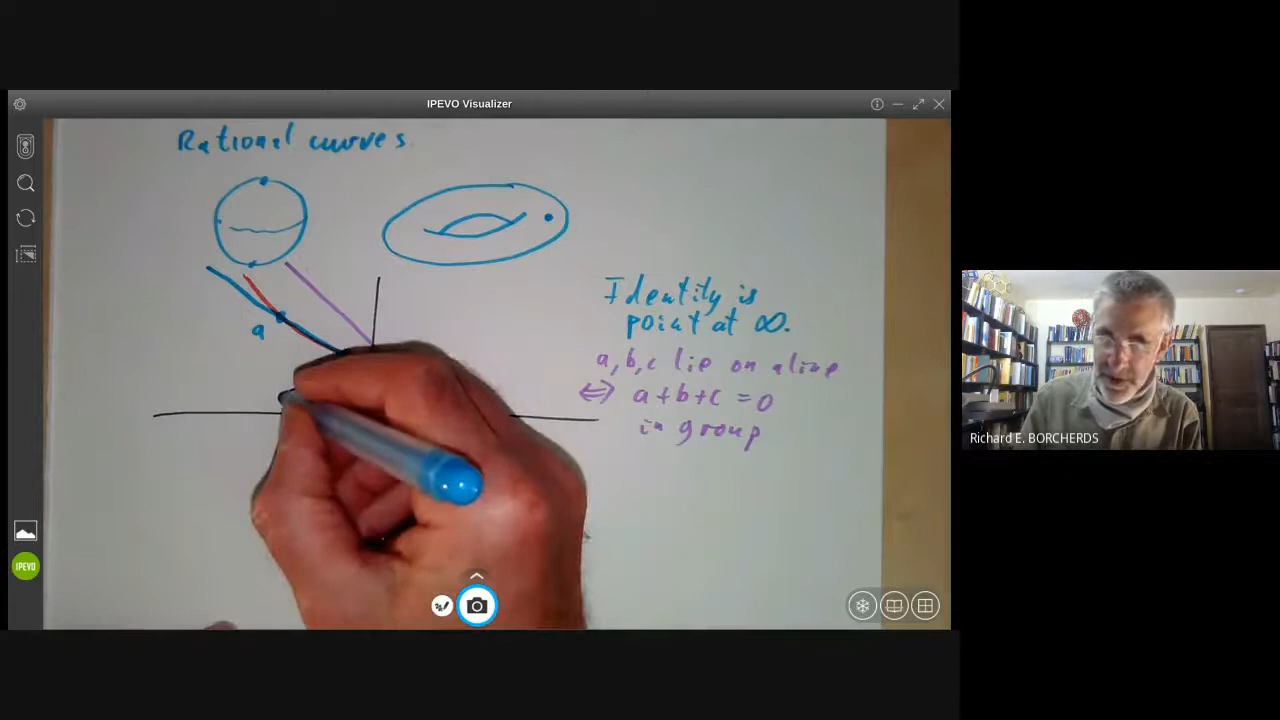 IPEVO Visualizer
Rational curves.
Identity is
point at ∞.
a
a, b, c lie on a line
⇔ a + b + c = 0
in group
Richard E. BORCHERDS
IPEVO